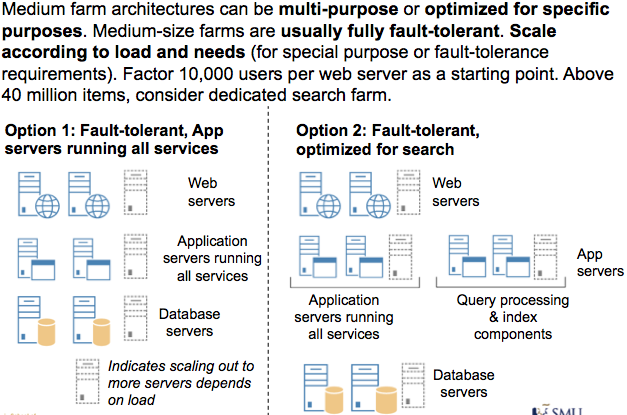 Medium farm architectures can be multi-purpose or optimized for specific
purposes. Medium-size farms are usually fully fault-tolerant. Scale
according to load and needs (for special purpose or fault-tolerance
requirements). Factor 10,000 users per web server as a starting point. Above
40 million items, consider dedicated search farm.
Option 1: Fault-tolerant, App
servers running all services
Web
servers
Application
servers running
all services
Database
servers
Indicates scaling out to
more servers depends
on load
Option 2: Fault-tolerant,
optimized for search
Web
servers
App
servers
Application
servers running
all services
Query processing
& index
components
Database
servers
SMU